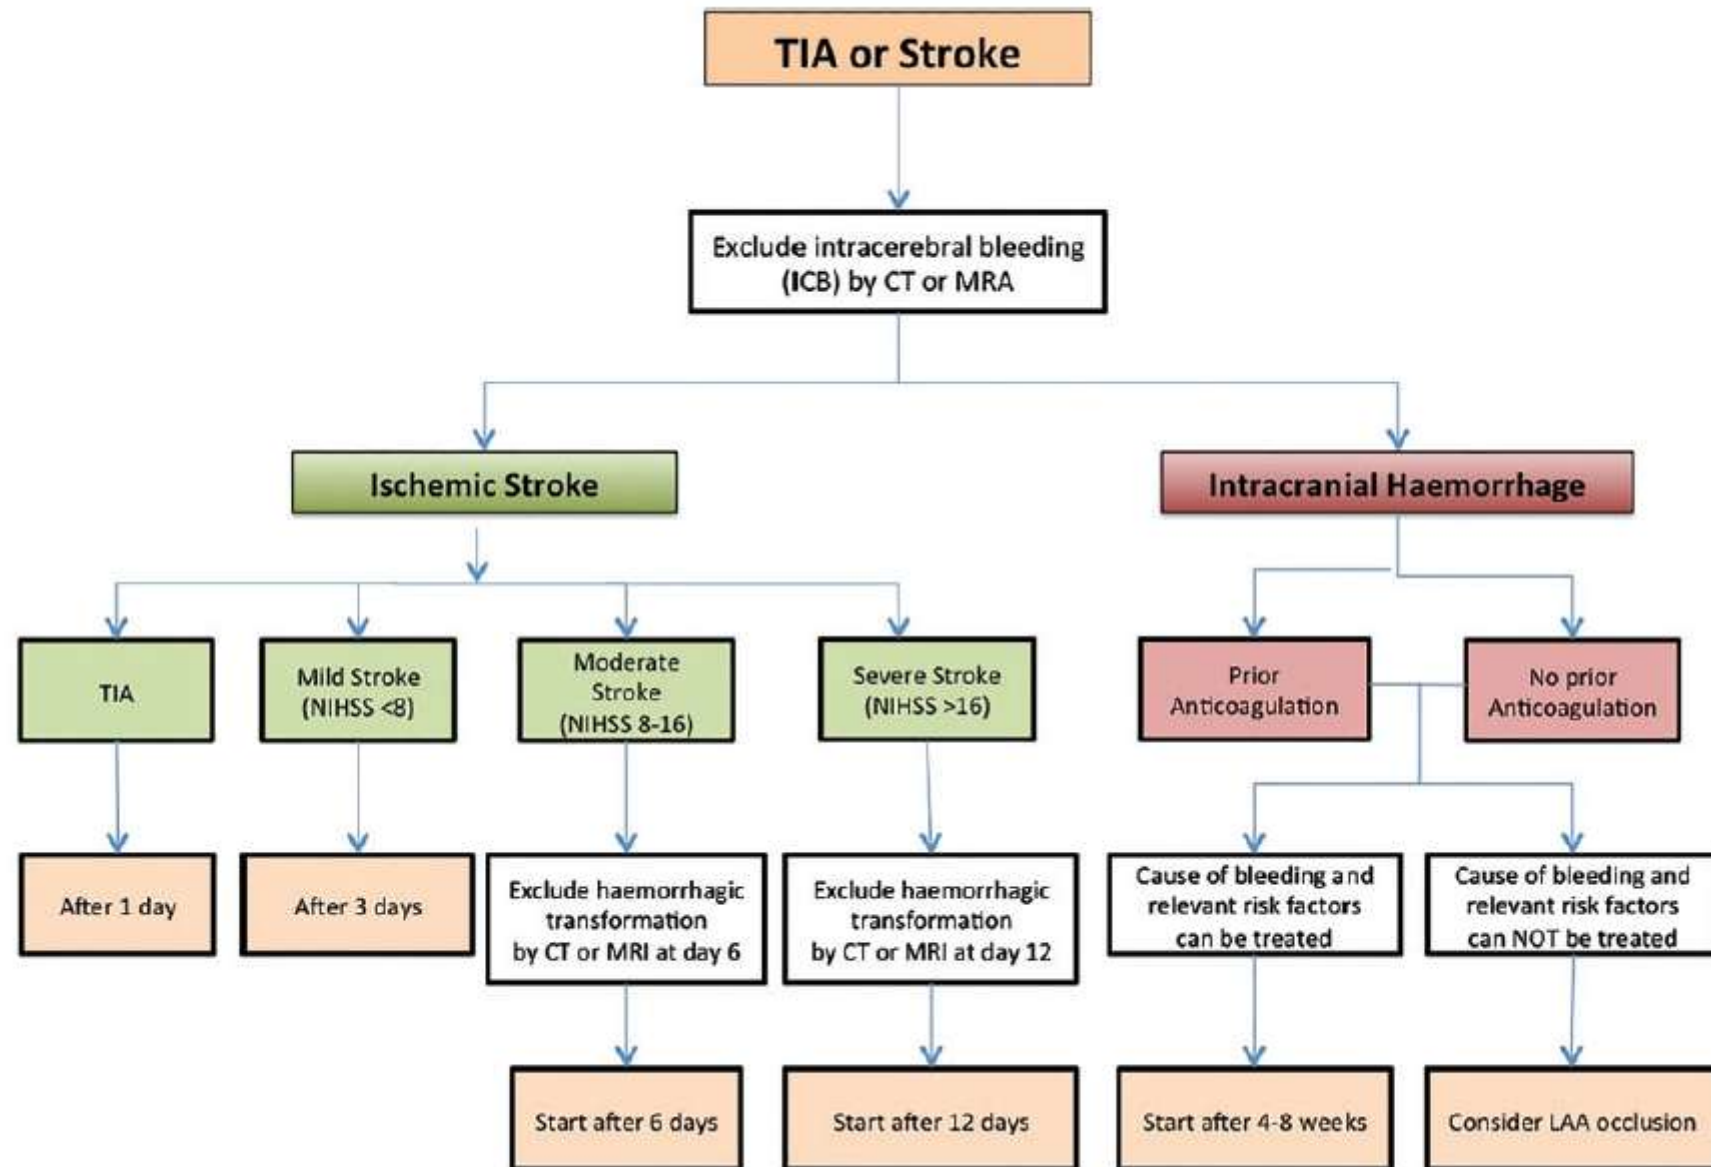 TIA or Stroke
Exclude intracerebral bleeding
(ICB) by CT or MRA
Ischemic Stroke
Intracranial Haemorrhage
TIA
Mild Stroke
(NIHSS <8)
Moderate
Stroke
(NIHSS 8-16)
Severe Stroke
(NIHSS >16)
Prior
Anticoagulation
No prior
Anticoagulation
After 1 day
After 3 days
Exclude haemorrhagic
transformation
by CT or MRI at day 6
Exclude haemorrhagic
transformation
by CT or MRI at day 12
Cause of bleeding and
relevant risk factors
can be treated
Cause of bleeding and
relevant risk factors
can NOT be treated
Start after 6 days
Start after 12 days
Start after 4-8 weeks
Consider LAA occlusion